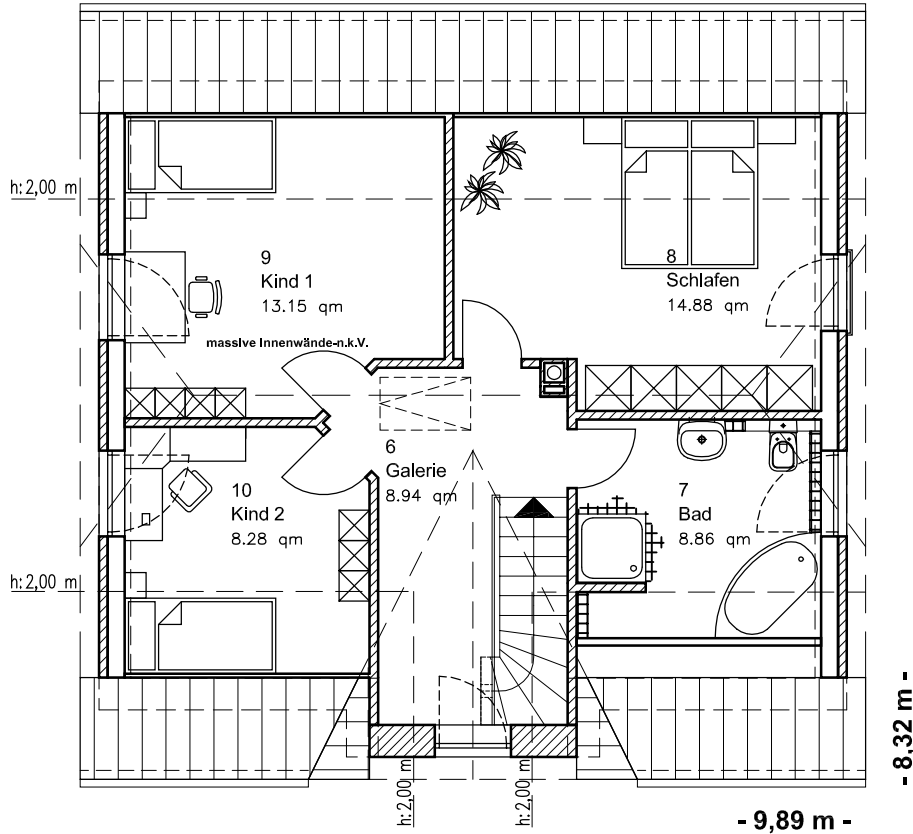 h: 2,00 m
9
Kind 1
13.15 qm
8
Schlafen
14.88 qm
massive Innenwände-n.k.V.
6
Galerie
8.94 qm
10
Kind 2
8.28 qm
7
Bad
8.86 qm
h: 2,00 m
h: 2,00 m
h: 2,00 m
- 8,32 m -
- 9,89 m -